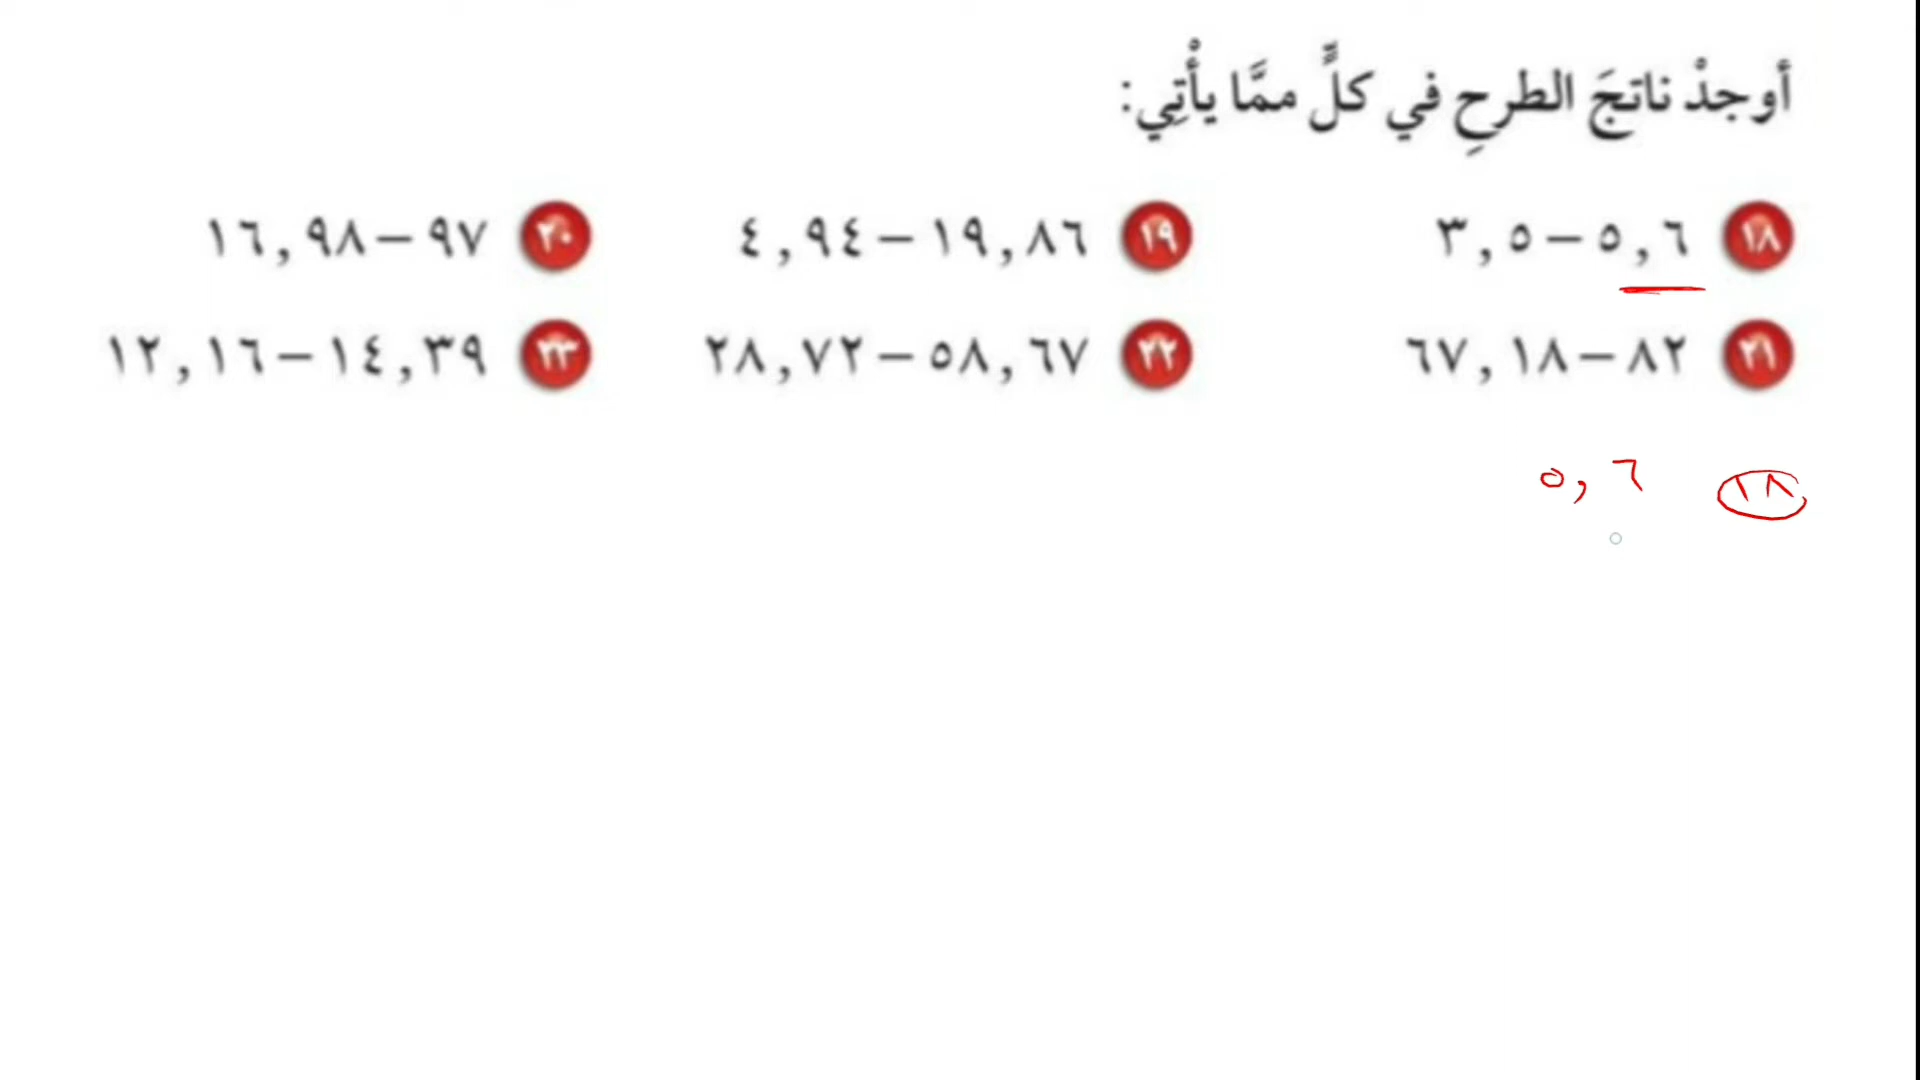 أوجدْ ناتجَ الطرحِ في كلٍّ ممَّا يأْتِي:
١٨ ٥,٦ – ٣,٥ ١٩ ١٩,٨٦ – ٤,٩٤ ٢٠ ٩٧ – ١٦,٩٨
٢١ ٨٢ – ٦٧,١٨ ٢٢ ٥٨,٦٧ – ٢٨,٧٢ ٢٣ ١٤,٣٩ – ١٢,١٦
١٨ ٥,٦